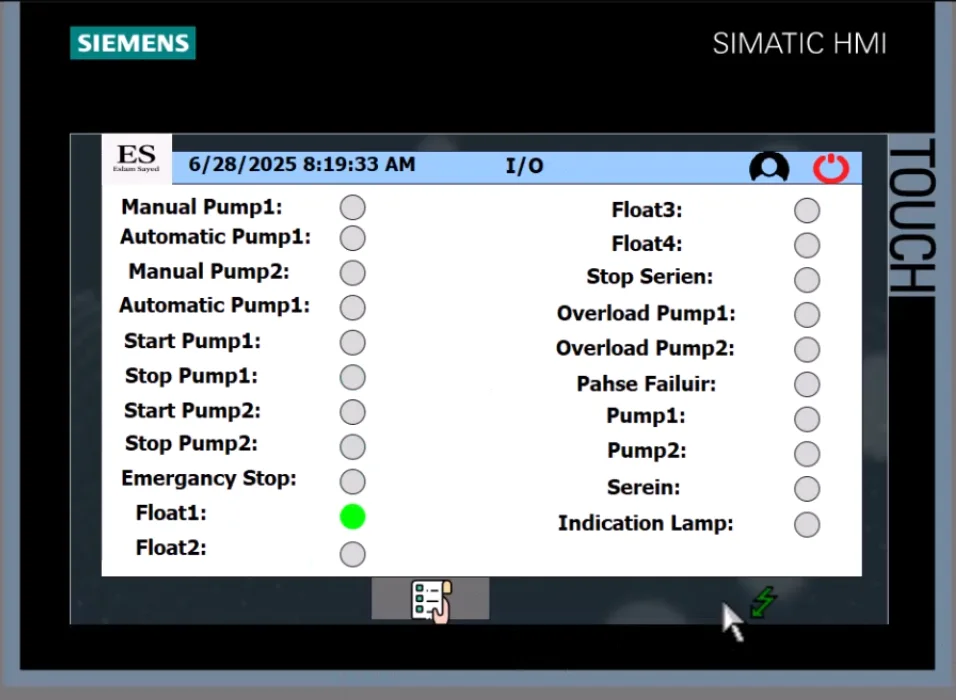 SIEMENS
SIMATIC HMI
TOUCH
ES
Eslam Sayed
6/28/2025 8:19:33 AM
I/O
Manual Pump1:
Automatic Pump1:
Manual Pump2:
Automatic Pump1:
Start Pump1:
Stop Pump1:
Start Pump2:
Stop Pump2:
Emergancy Stop:
Float1:
Float2:
Float3:
Float4:
Stop Serien:
Overload Pump1:
Overload Pump2:
Pahse Failuir:
Pump1:
Pump2:
Serein:
Indication Lamp: